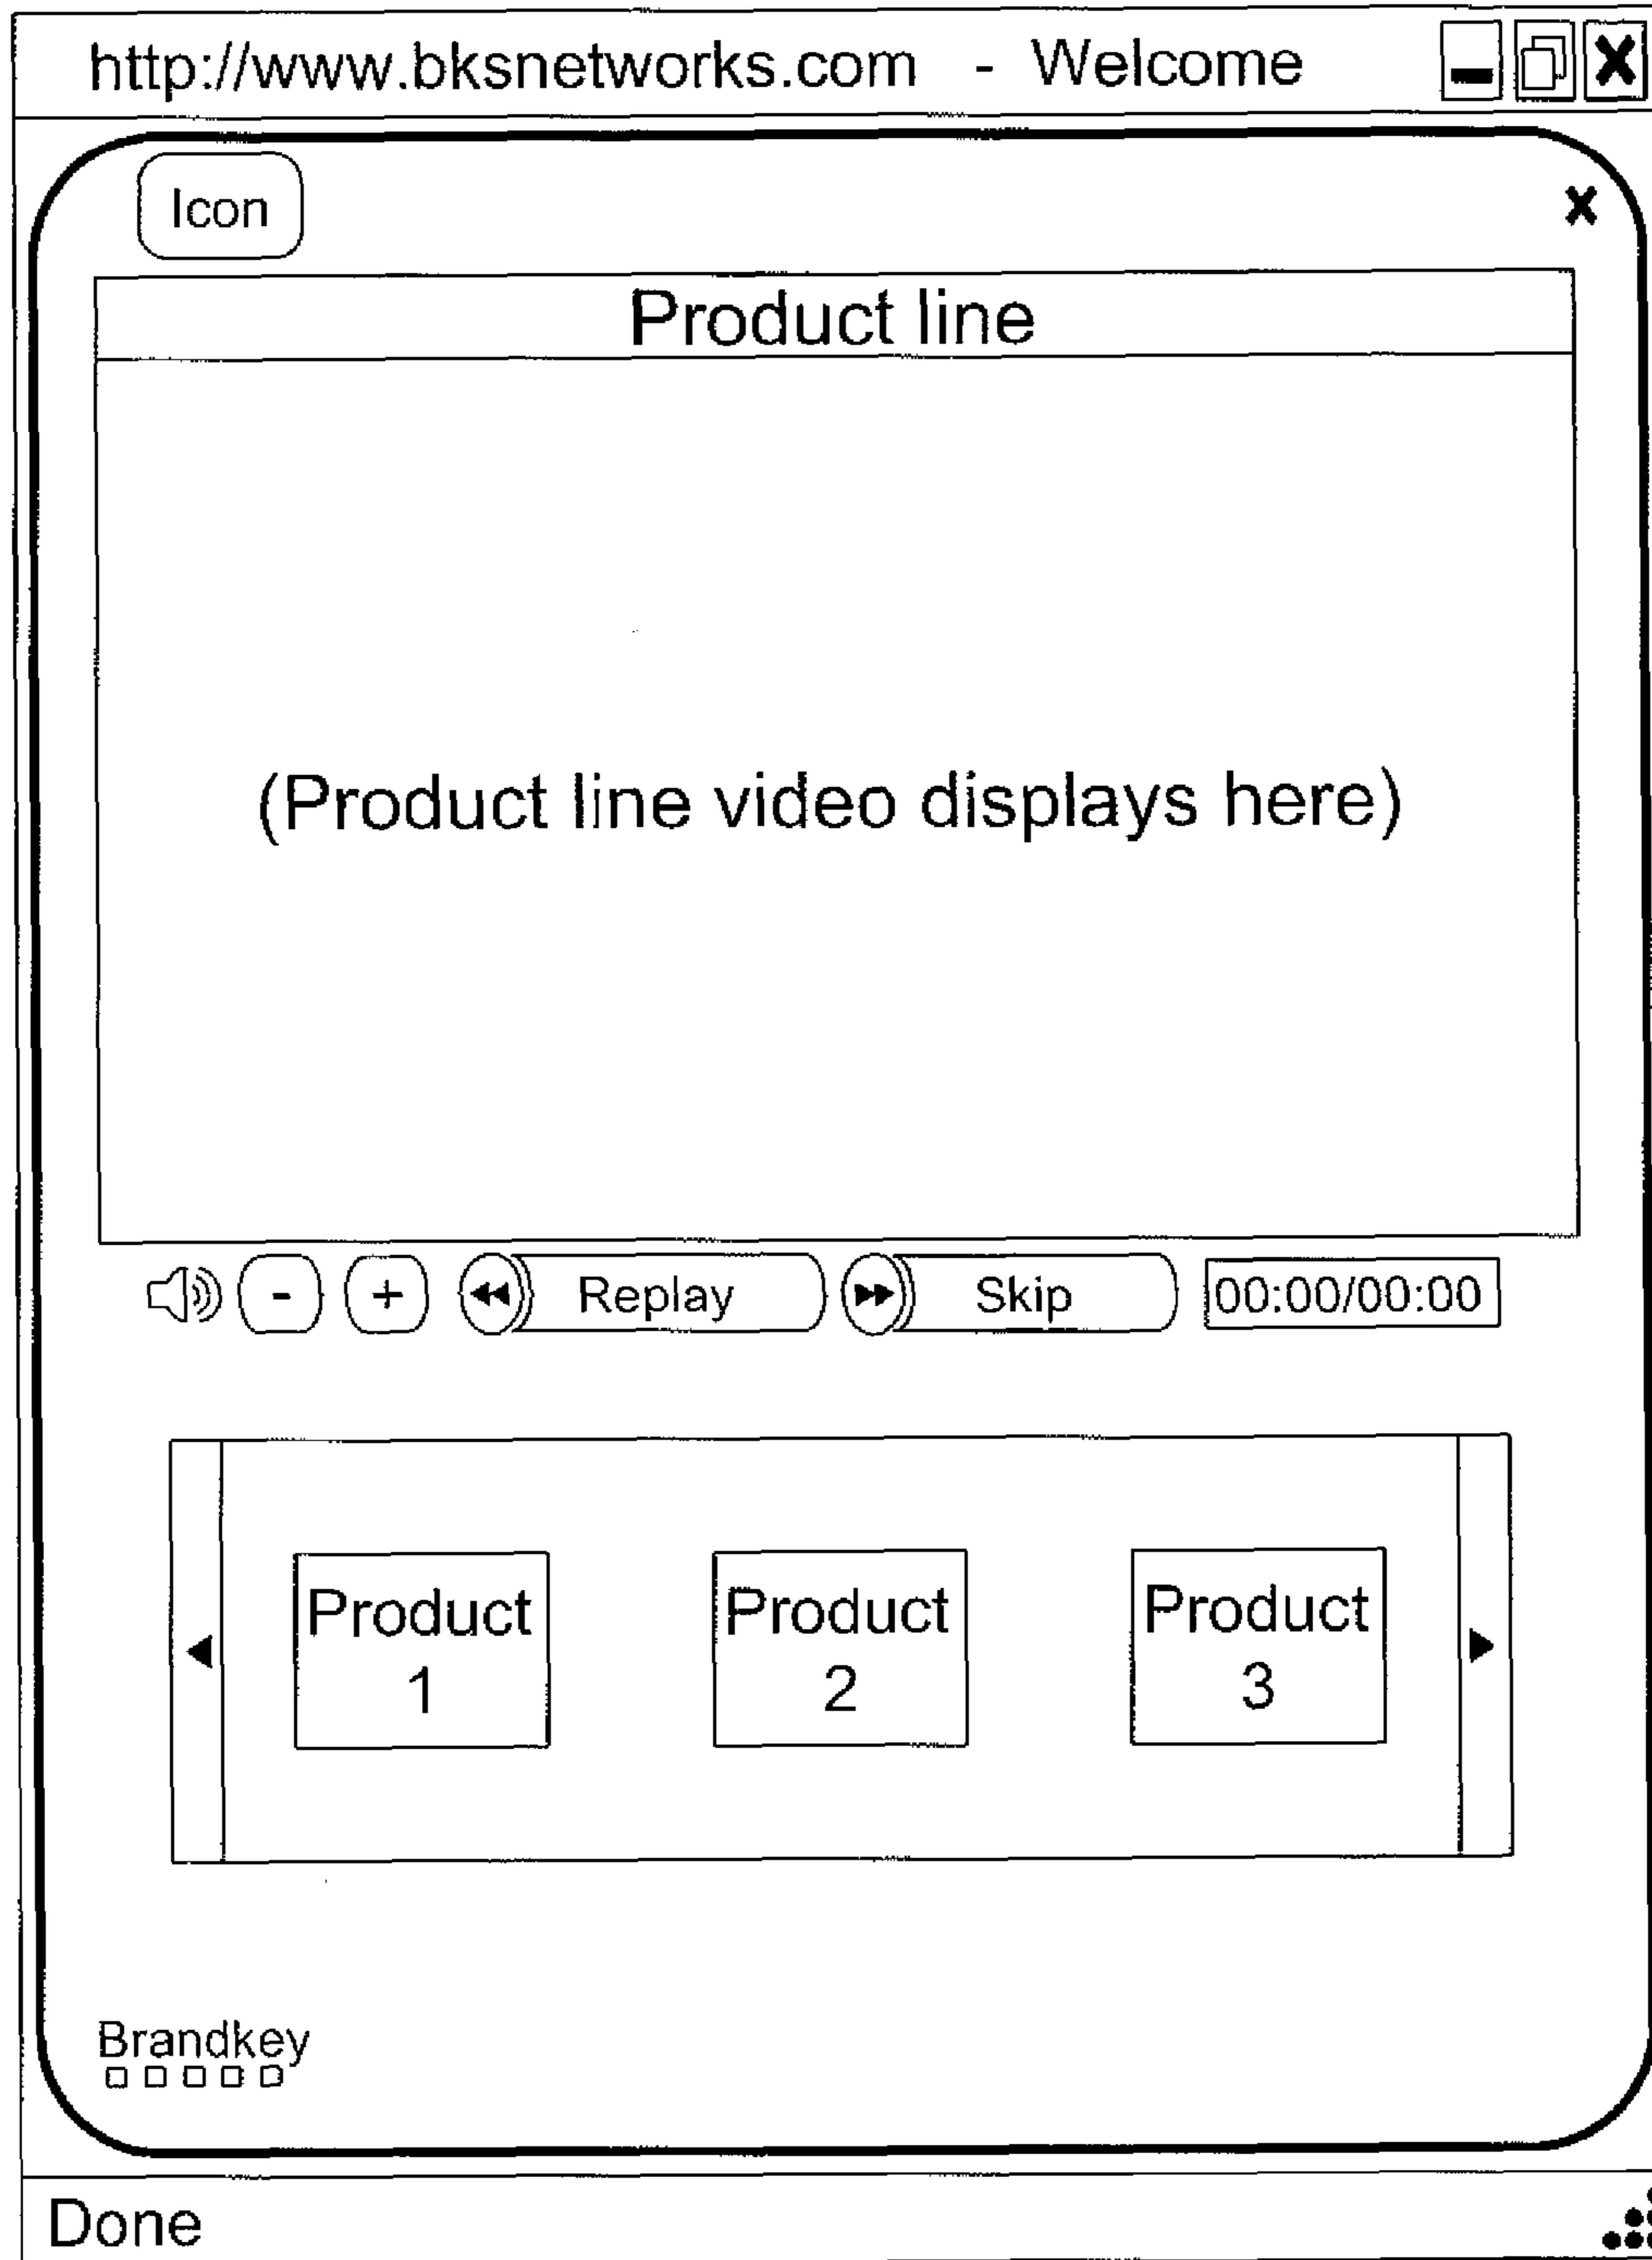 http://www.bksnetworks.com - Welcome
Icon
Product line
(Product line video displays here)
- + Replay Skip 00:00/00:00
Product 1
Product 2
Product 3
Brandkey
Done